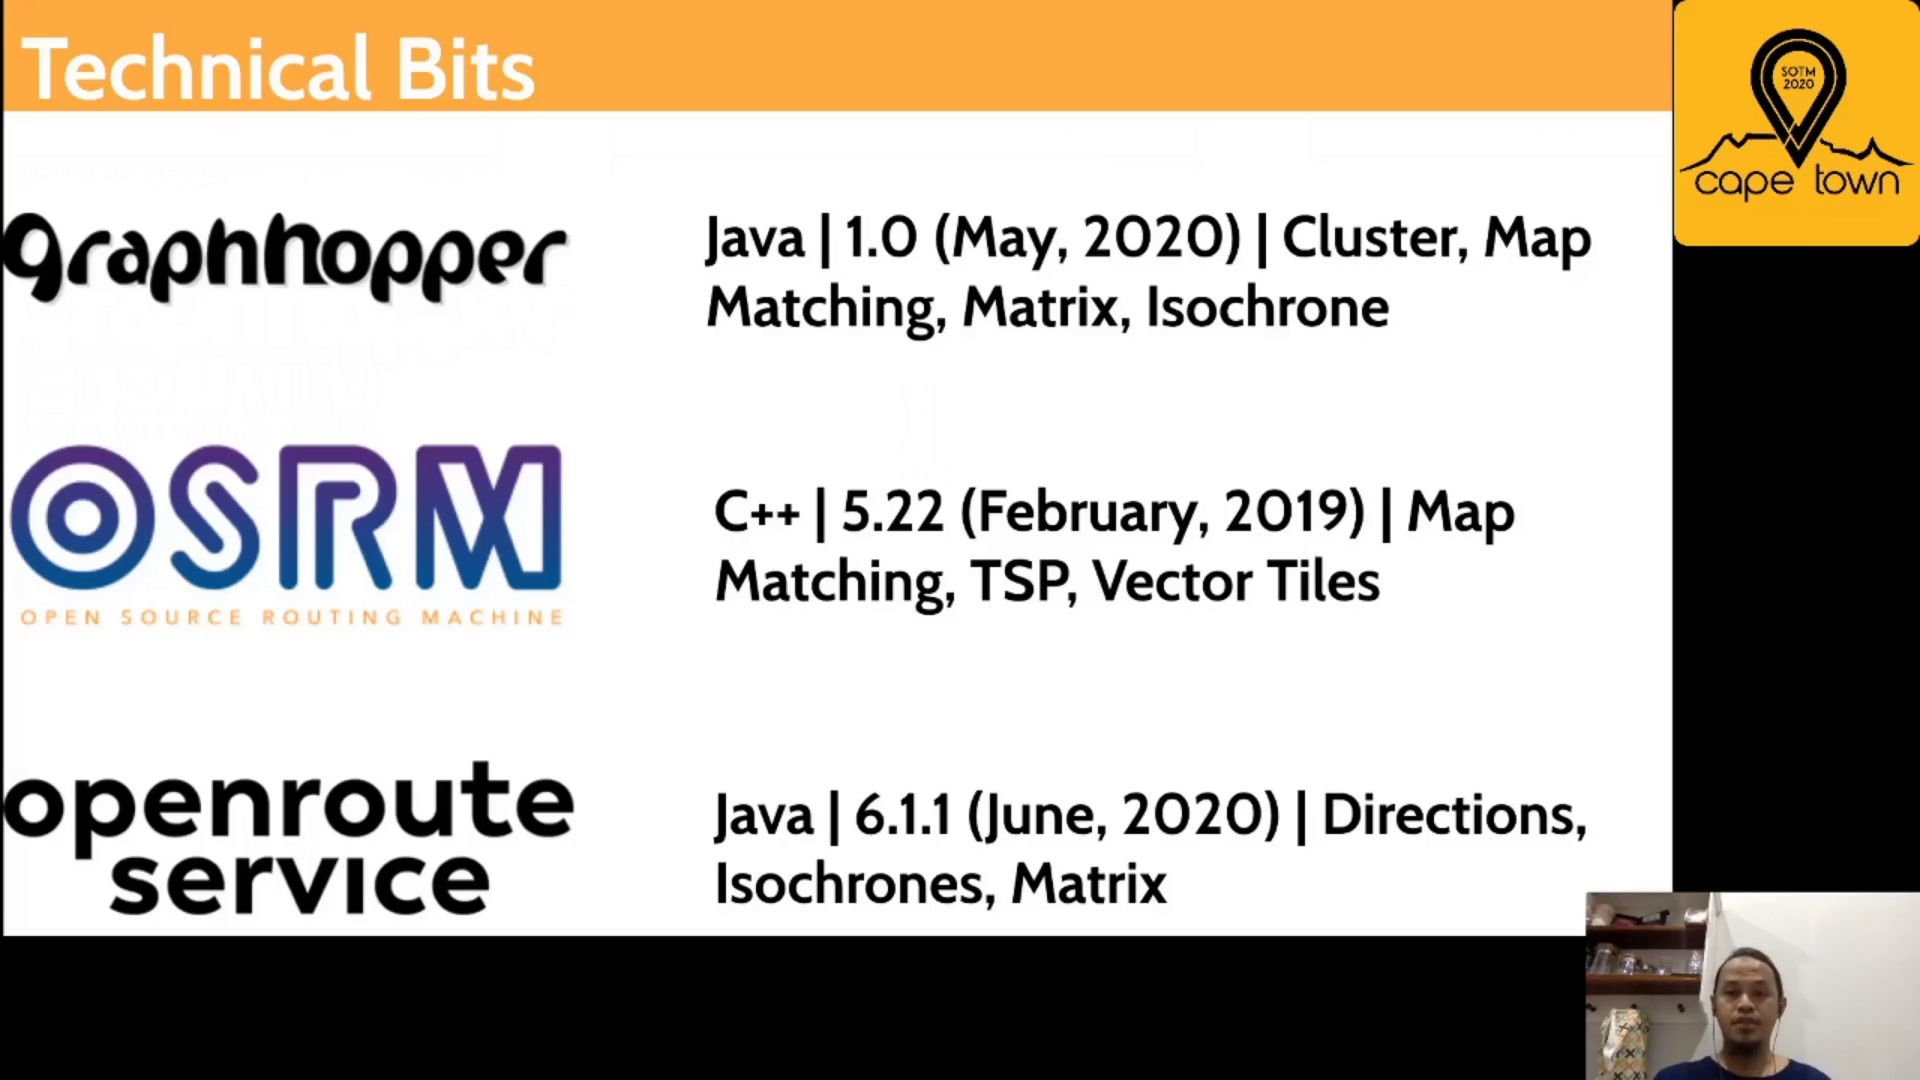 Technical Bits
SOTM
2020
cape town
graphhopper
Java | 1.0 (May, 2020) | Cluster, Map
Matching, Matrix, Isochrone
OSRM
OPEN SOURCE ROUTING MACHINE
C++ | 5.22 (February, 2019) | Map
Matching, TSP, Vector Tiles
openroute
service
Java | 6.1.1 (June, 2020) | Directions,
Isochrones, Matrix